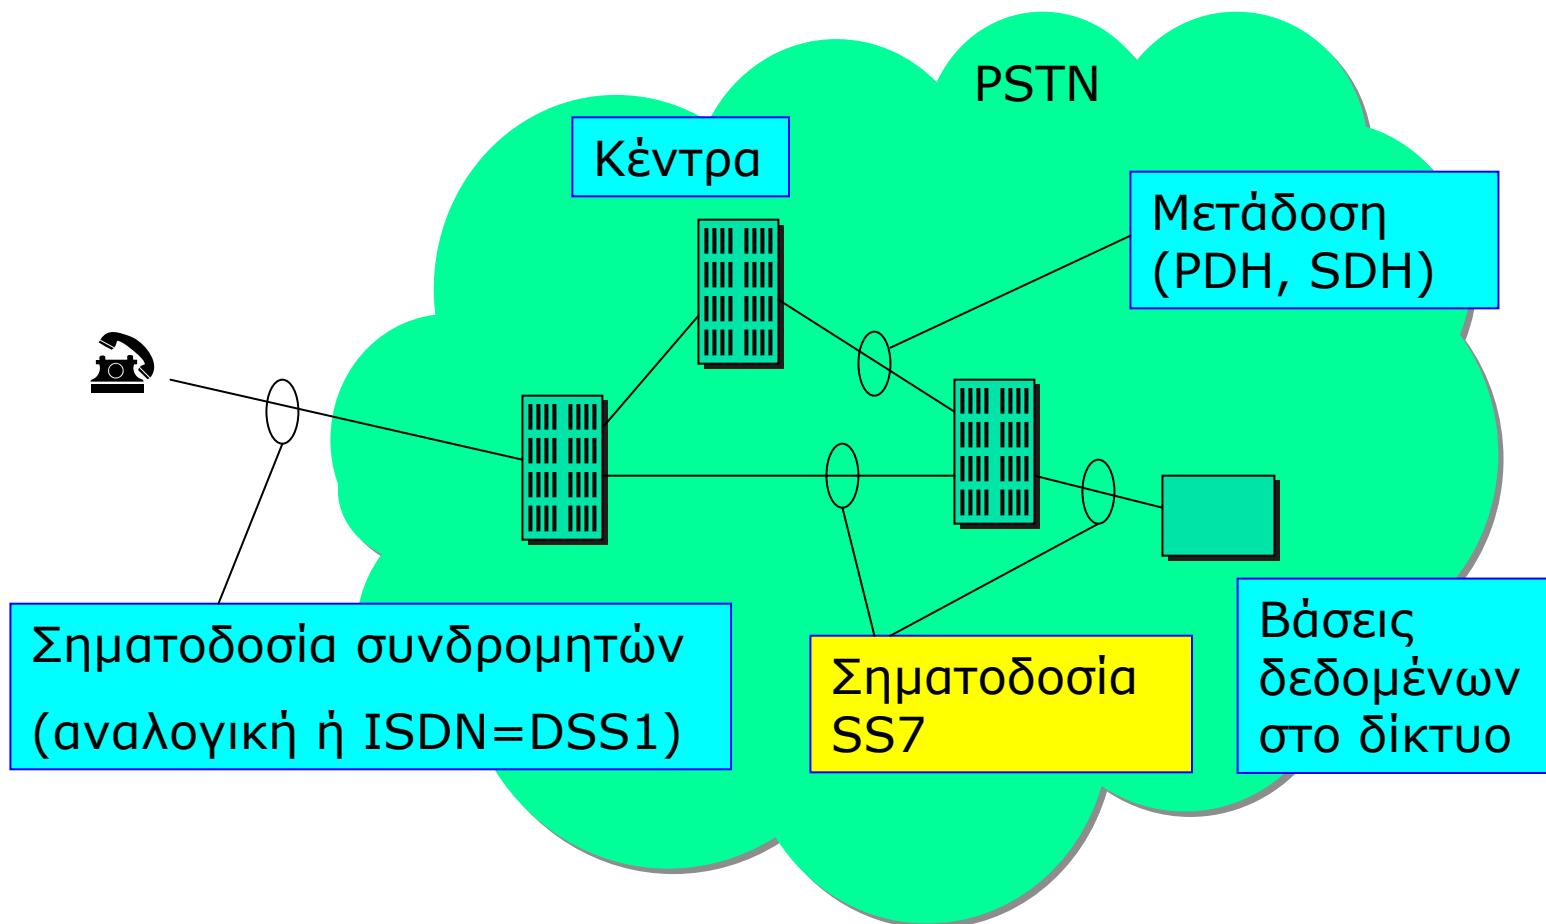 PSTN
Κέντρα
Μετάδοση
(PDH, SDH)
Σηματοδοσία συνδρομητών
(αναλογική ή ISDN=DSS1)
Σηματοδοσία
SS7
Βάσεις
δεδομένων
στο δίκτυο